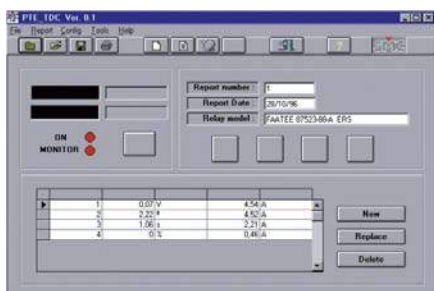 PTE_TDC Ver. 0.1
File Report Config Tools Help
smc
Report number : 1
Report Date : 28/10/96
Relay model : FAATEE 87523-88-A ERS
ON
MONITOR
1 0,07 V 4,54 A
2 2,22 º 4,52 A
3 1,06 s 2,21 A
4 0 % 0,46 A
New
Replace
Delete